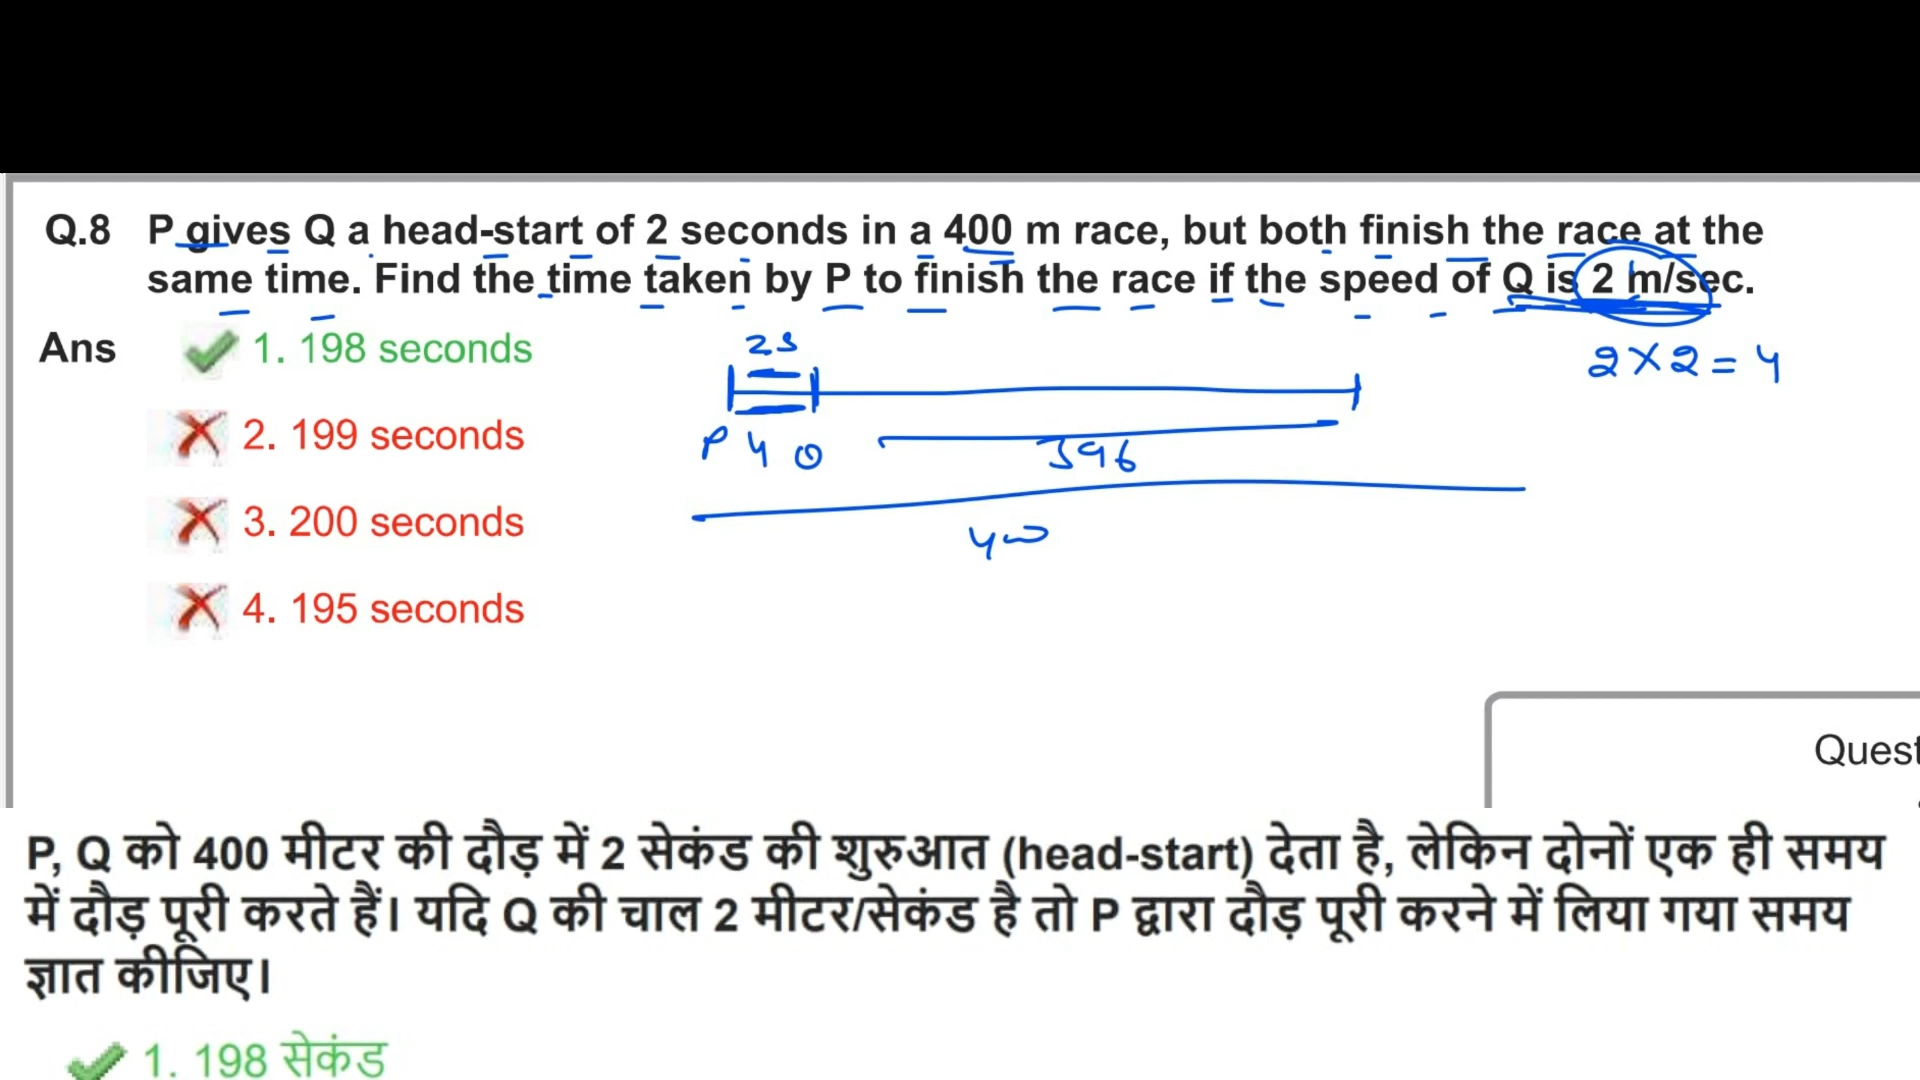 Q.8 P gives Q a head-start of 2 seconds in a 400 m race, but both finish the race at the
same time. Find the time taken by P to finish the race if the speed of Q is 2 m/sec.
Ans 1. 198 seconds
2s
2×2=4
2. 199 seconds
P 4 Q
396
3. 200 seconds
400
4. 195 seconds
Quest
P, Q को 400 मीटर की दौड़ में 2 सेकंड की शुरुआत (head-start) देता है, लेकिन दोनों एक ही समय
में दौड़ पूरी करते हैं। यदि Q की चाल 2 मीटर/सेकंड है तो P द्वारा दौड़ पूरी करने में लिया गया समय
ज्ञात कीजिए।
1. 198 सेकंड